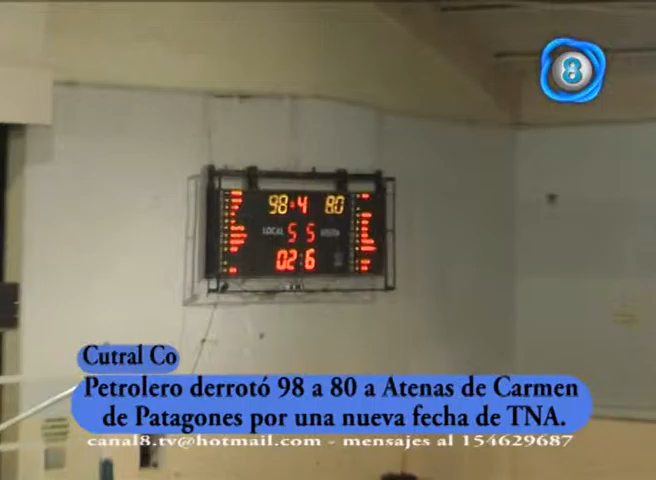 8
98 4 80
LOCAL 5 5 VISITA
02:6
Cutral Co
Petrolero derrotó 98 a 80 a Atenas de Carmen
de Patagones por una nueva fecha de TNA.
canal8.tv@hotmail.com - mensajes al 154629687